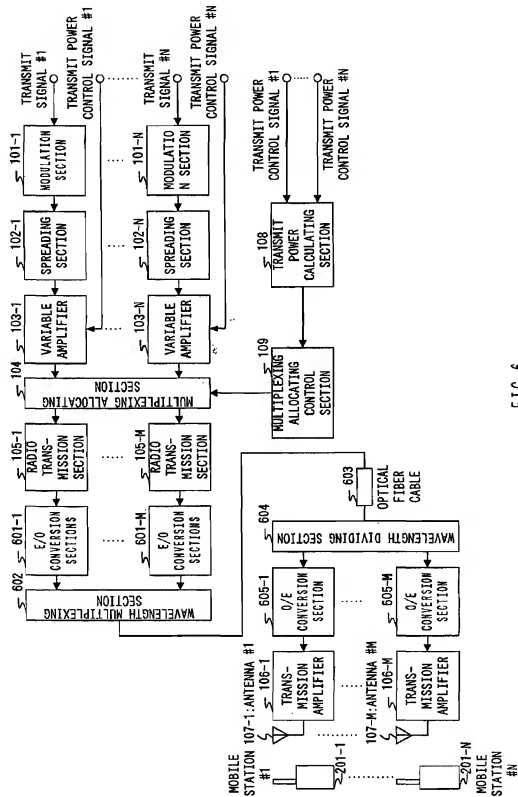 TRANSMIT
SIGNAL #1
TRANSMIT POWER
CONTROL SIGNAL #1
101-1
MODULATION
SECTION
102-1
SPREADING
SECTION
103-1
VARIABLE
AMPLIFIER
104
MULTIPLEXING ALLOCATING
SECTION
105-1
RADIO
TRANS-
MISSION
SECTION
601-1
E/O
CONVERSION
SECTIONS
602
WAVELENGTH MULTIPLEXING
SECTION
TRANSMIT
SIGNAL #N
TRANSMIT POWER
CONTROL SIGNAL #N
101-N
MODULATIO
N SECTION
102-N
SPREADING
SECTION
103-N
VARIABLE
AMPLIFIER
105-M
RADIO
TRANS-
MISSION
SECTION
601-M
E/O
CONVERSION
SECTIONS
TRANSMIT POWER
CONTROL SIGNAL #1
TRANSMIT POWER
CONTROL SIGNAL #N
108
TRANSMIT
POWER
CALCULATING
SECTION
109
MULTIPLEXING
ALLOCATING
CONTROL
SECTION
603
OPTICAL
FIBER
CABLE
604
WAVELENGTH DIVIDING SECTION
605-1
O/E
CONVERSION
SECTION
605-M
O/E
CONVERSION
SECTION
107-1:ANTENNA #1
106-1
TRANS-
MISSION
AMPLIFIER
107-M:ANTENNA #M
106-M
TRANS-
MISSION
AMPLIFIER
MOBILE
STATION
#1
201-1
201-N
MOBILE
STATION
#N
FIG. 6